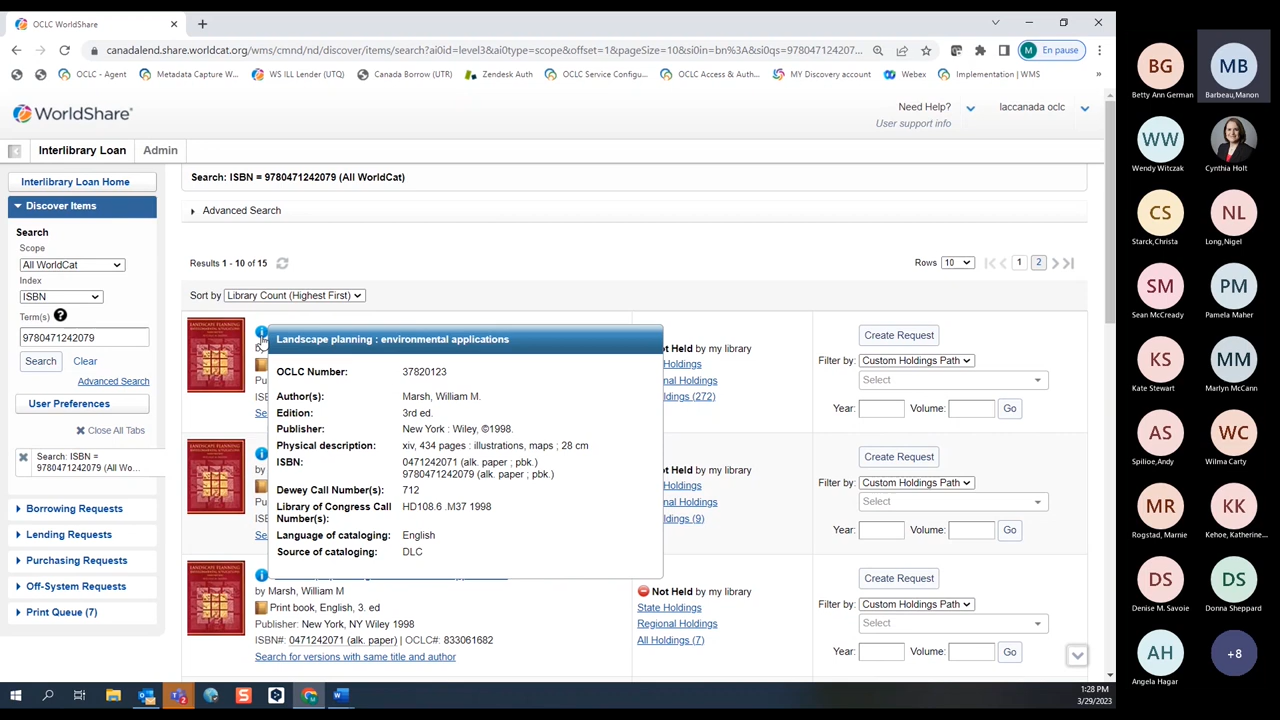 OCLC WorldShare
canadalend.share.worldcat.org/wms/cmnd/nd/discover/items/search?ai0id=level3&ai0type=scope&offset=1&pageSize=10&si0in=bn%3A&si0qs=978047124207...
M En pause
OCLC - Agent
Metadata Capture W...
WS ILL Lender (UTQ)
Canada Borrow (UTR)
Zendesk Auth
OCLC Service Configu...
OCLC Access & Auth...
MY Discovery account
Webex
Implementation | WMS
»
WorldShare®
Need Help?
User support info
laccanada oclc
Interlibrary Loan
Admin
Interlibrary Loan Home
Discover Items
Search
Scope
All WorldCat
Index
ISBN
Term(s)
9780471242079
Search Clear
Advanced Search
User Preferences
Close All Tabs
Search: ISBN =
9780471242079 (All Wo...
Borrowing Requests
Lending Requests
Purchasing Requests
Off-System Requests
Print Queue (7)
Search: ISBN = 9780471242079 (All WorldCat)
Advanced Search
Results 1 - 10 of 15
Rows 10
1 2
Sort by Library Count (Highest First)
Landscape planning : environmental applications
OCLC Number: 37820123
Author(s): Marsh, William M.
Edition: 3rd ed.
Publisher: New York : Wiley, ©1998.
Physical description: xiv, 434 pages : illustrations, maps ; 28 cm
ISBN: 0471242071 (alk. paper ; pbk.)
9780471242079 (alk. paper ; pbk.)
Dewey Call Number(s): 712
Library of Congress Call HD108.6 .M37 1998
Number(s):
Language of cataloging: English
Source of cataloging: DLC
Pu
ISB
Se
ot Held by my library
Holdings
onal Holdings
ldings (272)
Create Request
Filter by: Custom Holdings Path
Select
Year: Volume: Go
by
Pu
ISB
Se
ot Held by my library
Holdings
onal Holdings
ldings (9)
Create Request
Filter by: Custom Holdings Path
Select
Year: Volume: Go
by Marsh, William M
Print book, English, 3. ed
Publisher: New York, NY Wiley 1998
ISBN#: 0471242071 (alk. paper) | OCLC#: 833061682
Search for versions with same title and author
Not Held by my library
State Holdings
Regional Holdings
All Holdings (7)
Create Request
Filter by: Custom Holdings Path
Select
Year: Volume: Go
1:28 PM
3/29/2023
BG
Betty Ann German
MB
Barbeau,Manon
WW
Wendy Witczak
Cynthia Holt
CS
Starck,Christa
NL
Long,Nigel
SM
Sean McCready
PM
Pamela Maher
KS
Kate Stewart
MM
Marlyn McCann
AS
Spilioe,Andy
WC
Wilma Carty
MR
Rogstad, Marnie
KK
Kehoe, Katherine...
DS
Denise M. Savoie
DS
Donna Sheppard
AH
Angela Hagar
+8